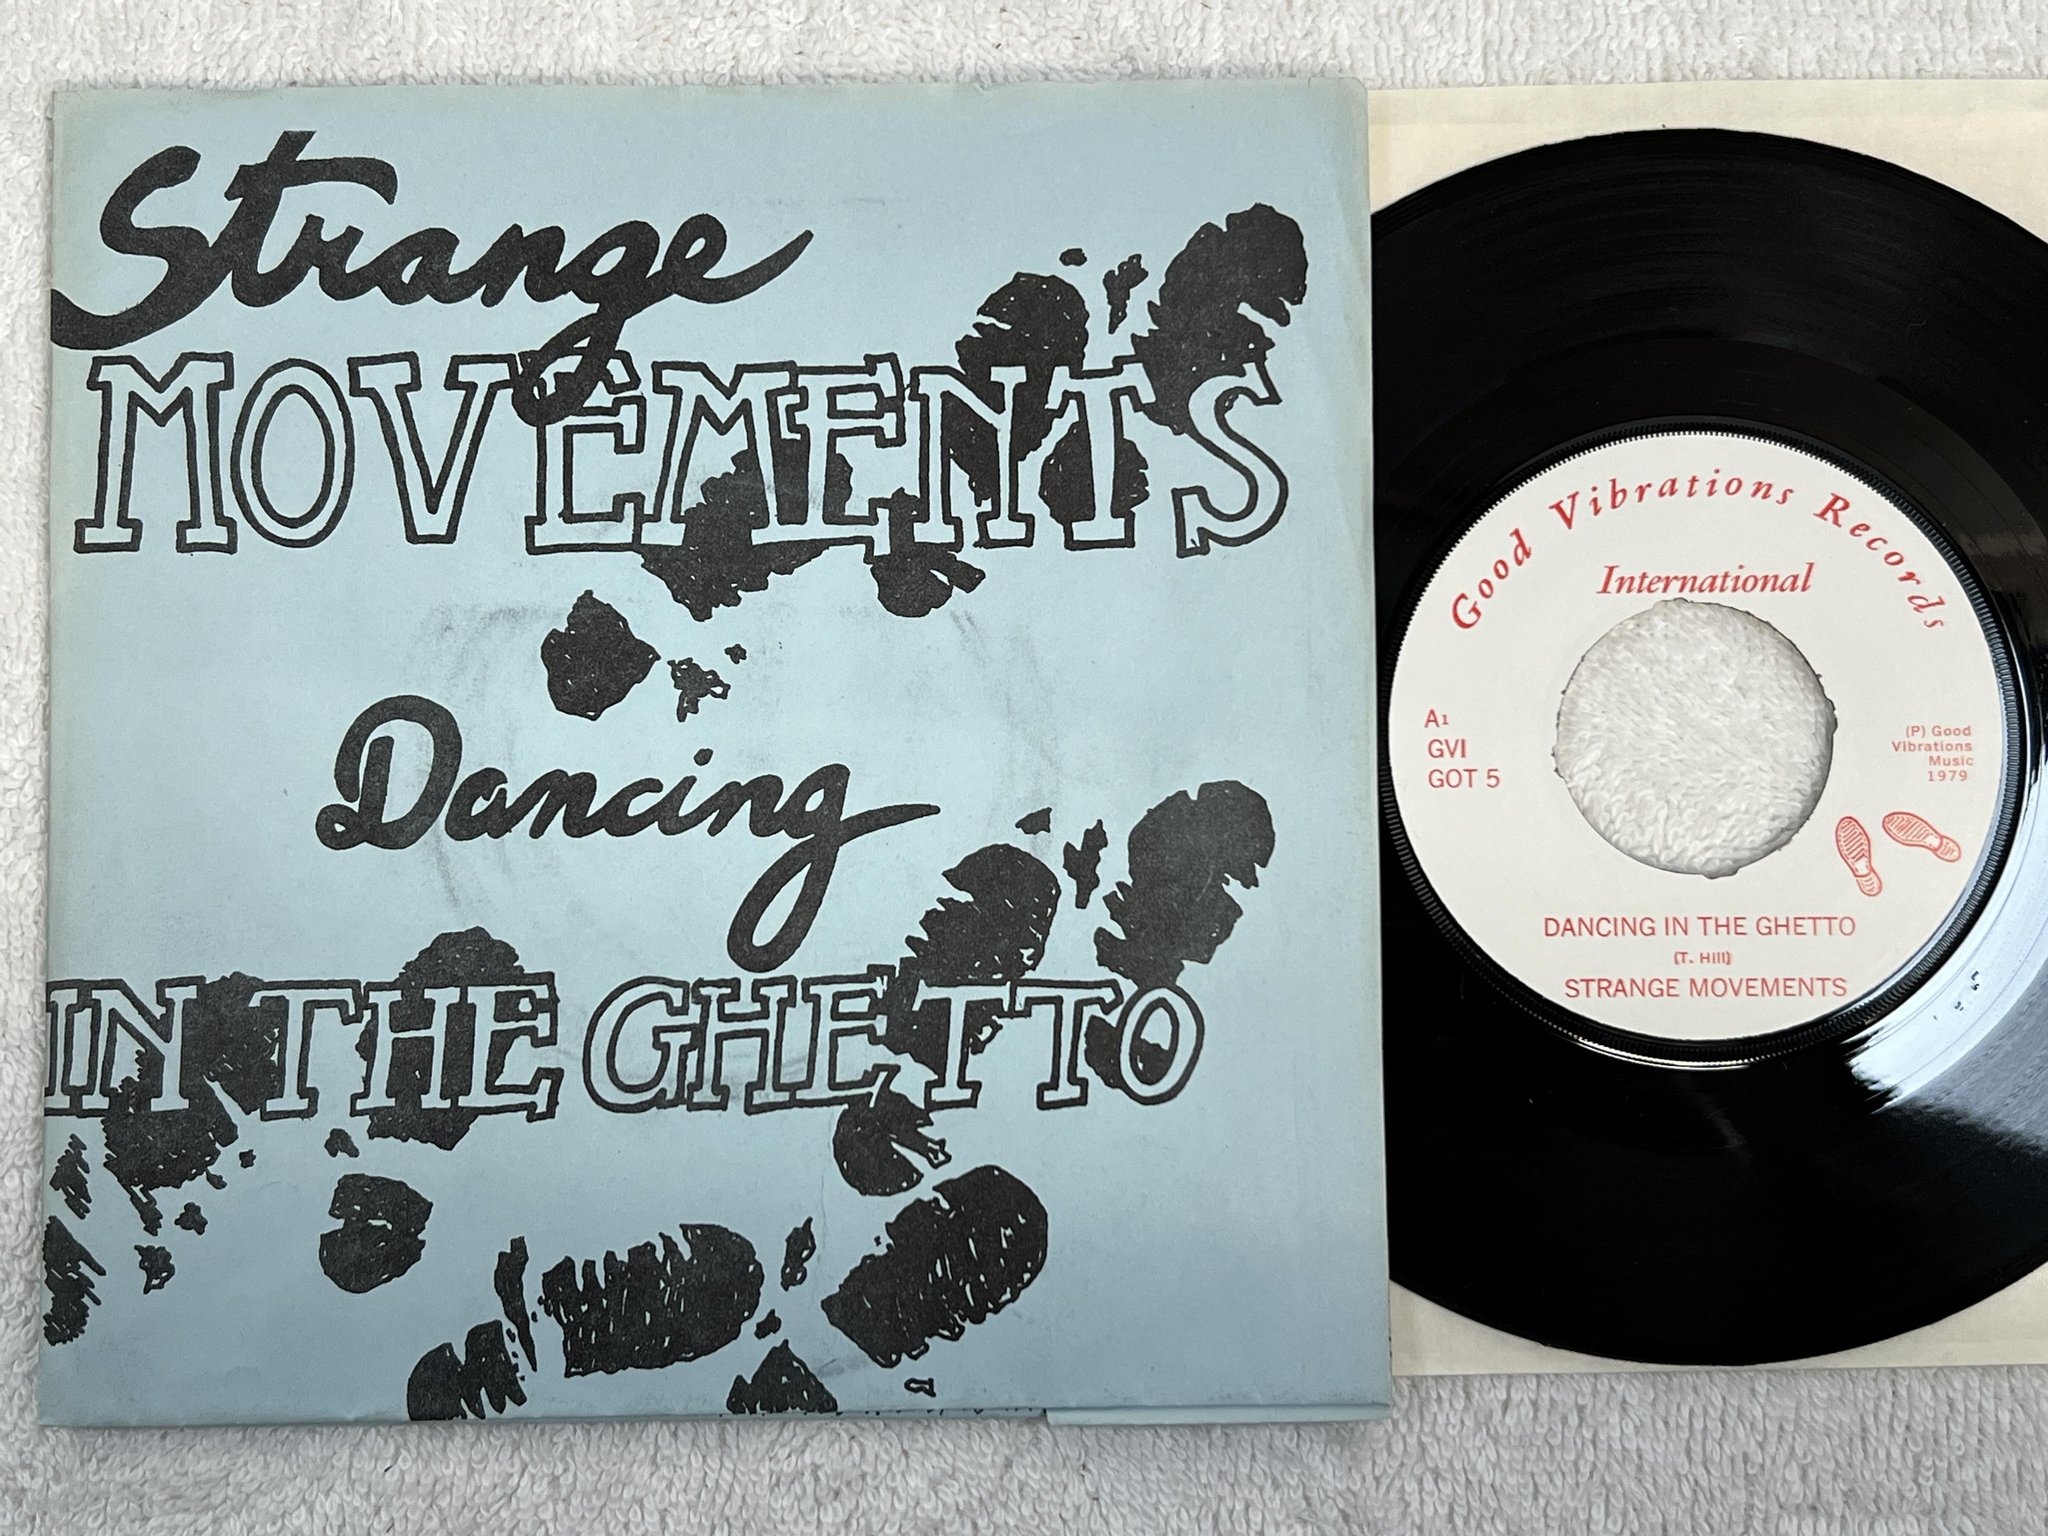 Strange
MOVEMENTS
Dancing
IN THE GHETTO
Good Vibrations Records
International
A1
GVI
GOT 5
(P) Good
Vibrations
Music
1979
DANCING IN THE GHETTO
(T. Hill)
STRANGE MOVEMENTS